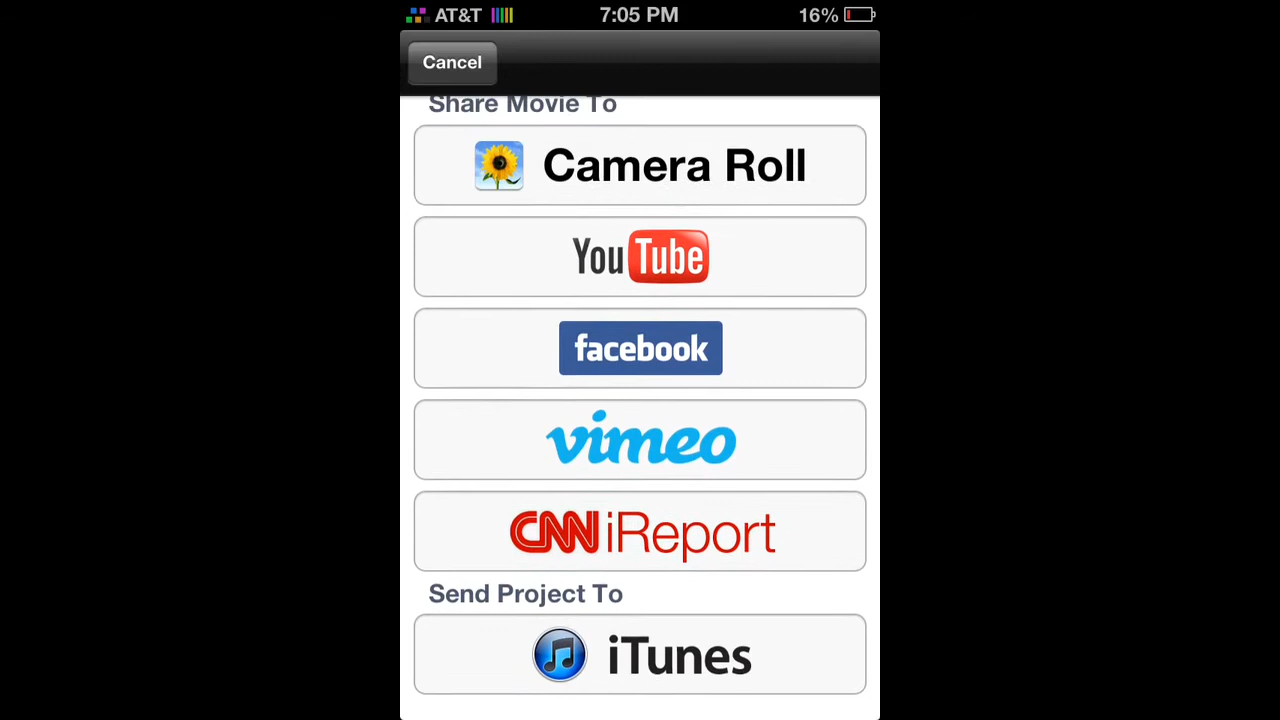 AT&T 7:05 PM 16%
Cancel
Share Movie To
Camera Roll
YouTube
facebook
vimeo
CNN iReport
Send Project To
iTunes